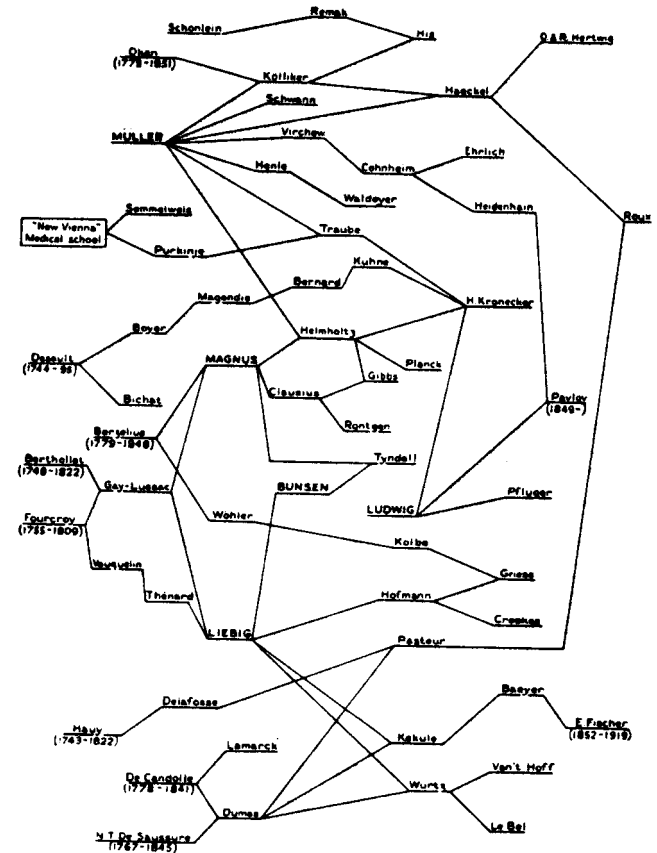 Remak
Schonlein
His
O & R. Hertwig
Oken
(1779-1851)
Kölliker
Haeckel
Schwann
MULLER
Virchow
Ehrlich
Henle
Cohnheim
Waldeyer
Heidenhain
Roux
Semmelweis
"New Vienna"
Medical school
Traube
Purkinje
Kuhne
Bernard
Magendie
H. Kronecker
Boyer
Helmholtz
Desault
(1744-95)
MAGNUS
Planck
Gibbs
Clausius
Bichat
Pavlov
(1849-)
Rontgen
Berzelius
(1779-1848)
Berthollet
(1748-1822)
Tyndall
Gay-Lussac
BUNSEN
Pfluger
LUDWIG
Fourcroy
(1755-1809)
Wohler
Kolbe
Vauquelin
Griess
Thénard
Hofmann
Crookes
LIEBIG
Pasteur
Delafosse
Baeyer
Hauy
(1743-1822)
E. Fischer
(1852-1919)
Lamarck
Kekule
De Candolle
(1778-1841)
Van't Hoff
Dumas
Wurtz
Le Bel
N T De Saussure
(1767-1845)